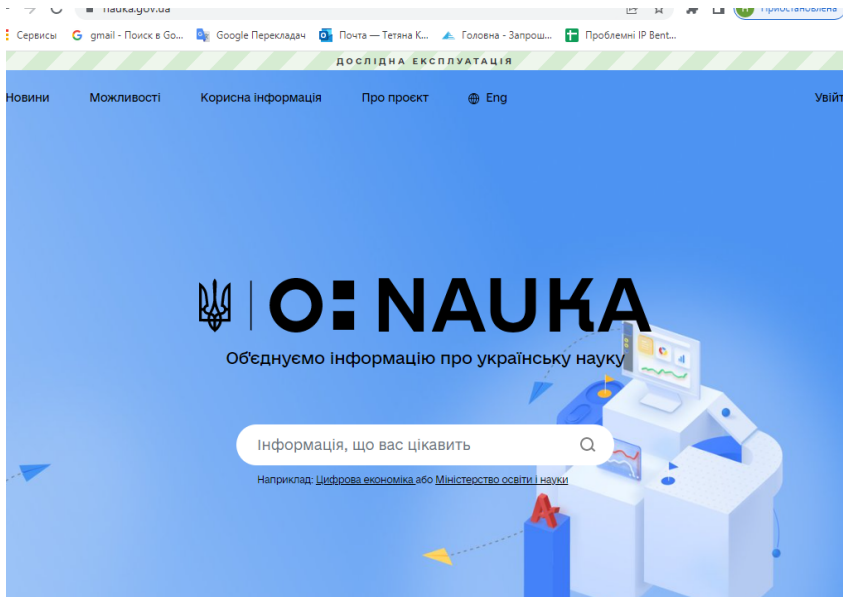 nauka.gov.ua
Приостановлена
Сервисы gmail - Поиск в Go... Google Перекладач Почта — Тетяна К... Головна - Запрош... Проблемні IP Bent...
ДОСЛІДНА ЕКСПЛУАТАЦІЯ
Новини Можливості Корисна інформація Про проєкт Eng Увійт
O: NAUKA
Об'єднуємо інформацію про українську науку
Інформація, що вас цікавить
Наприклад: Цифрова економіка або Міністерство освіти і науки
A